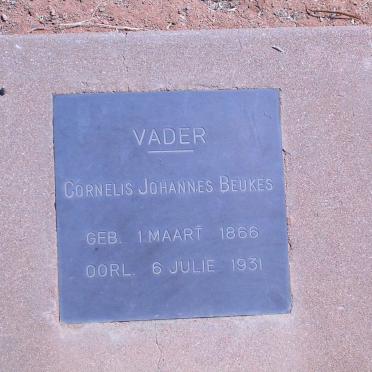 VADER
CORNELIS JOHANNES BEUKES
GEB. 1 MAART 1866
OORL. 6 JULIE 1931